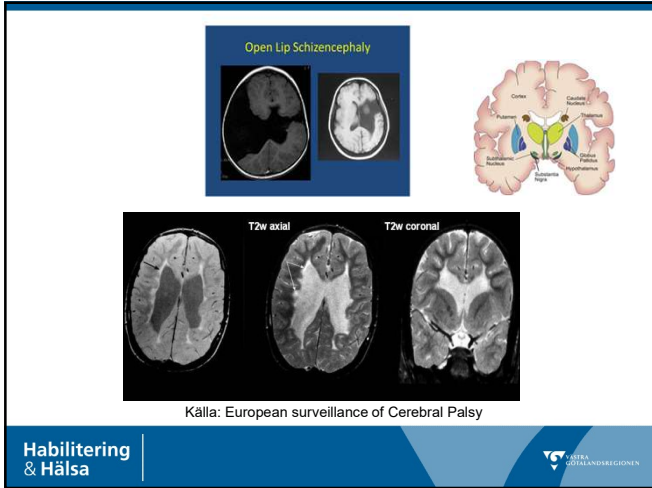 Open Lip Schizencephaly
Cortex
Caudate
Nucleus
Putamen
Thalamus
Subthalamic
Nucleus
Globus
Pallidus
Substantia
Nigra
Hypothalamus
T2w axial
T2w coronal
Källa: European surveillance of Cerebral Palsy
Habilitering
& Hälsa
VÄSTRA
GÖTALANDSREGIONEN